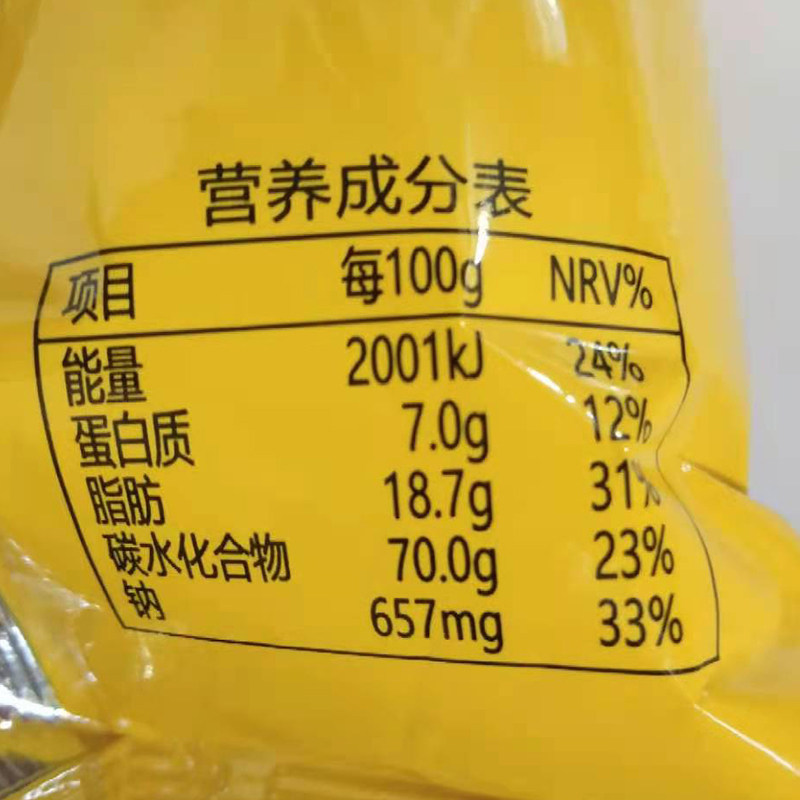 营养成分表
项目 每100g NRV%
能量 2001kJ 24%
蛋白质 7.0g 12%
脂肪 18.7g 31%
碳水化合物 70.0g 23%
钠 657mg 33%